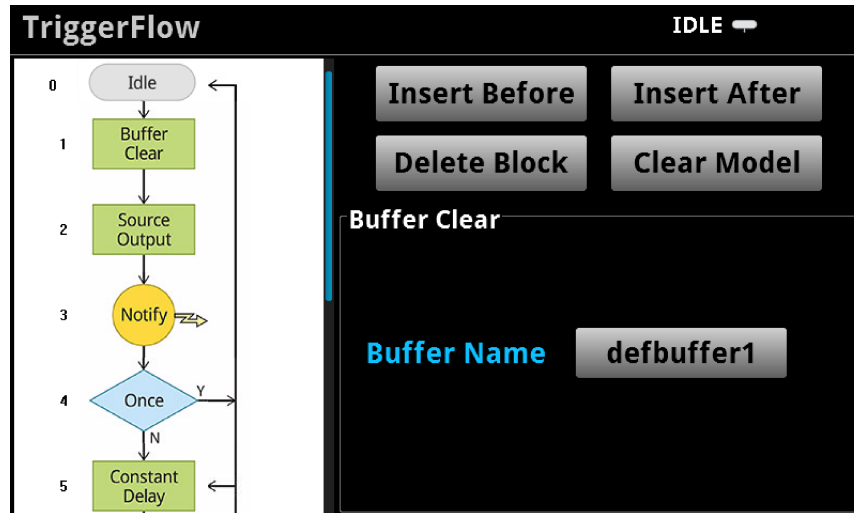 TriggerFlow
IDLE
0
Idle
1
Buffer
Clear
2
Source
Output
3
Notify
4
Once
Y
N
5
Constant
Delay
Insert Before
Insert After
Delete Block
Clear Model
Buffer Clear
Buffer Name
defbuffer1